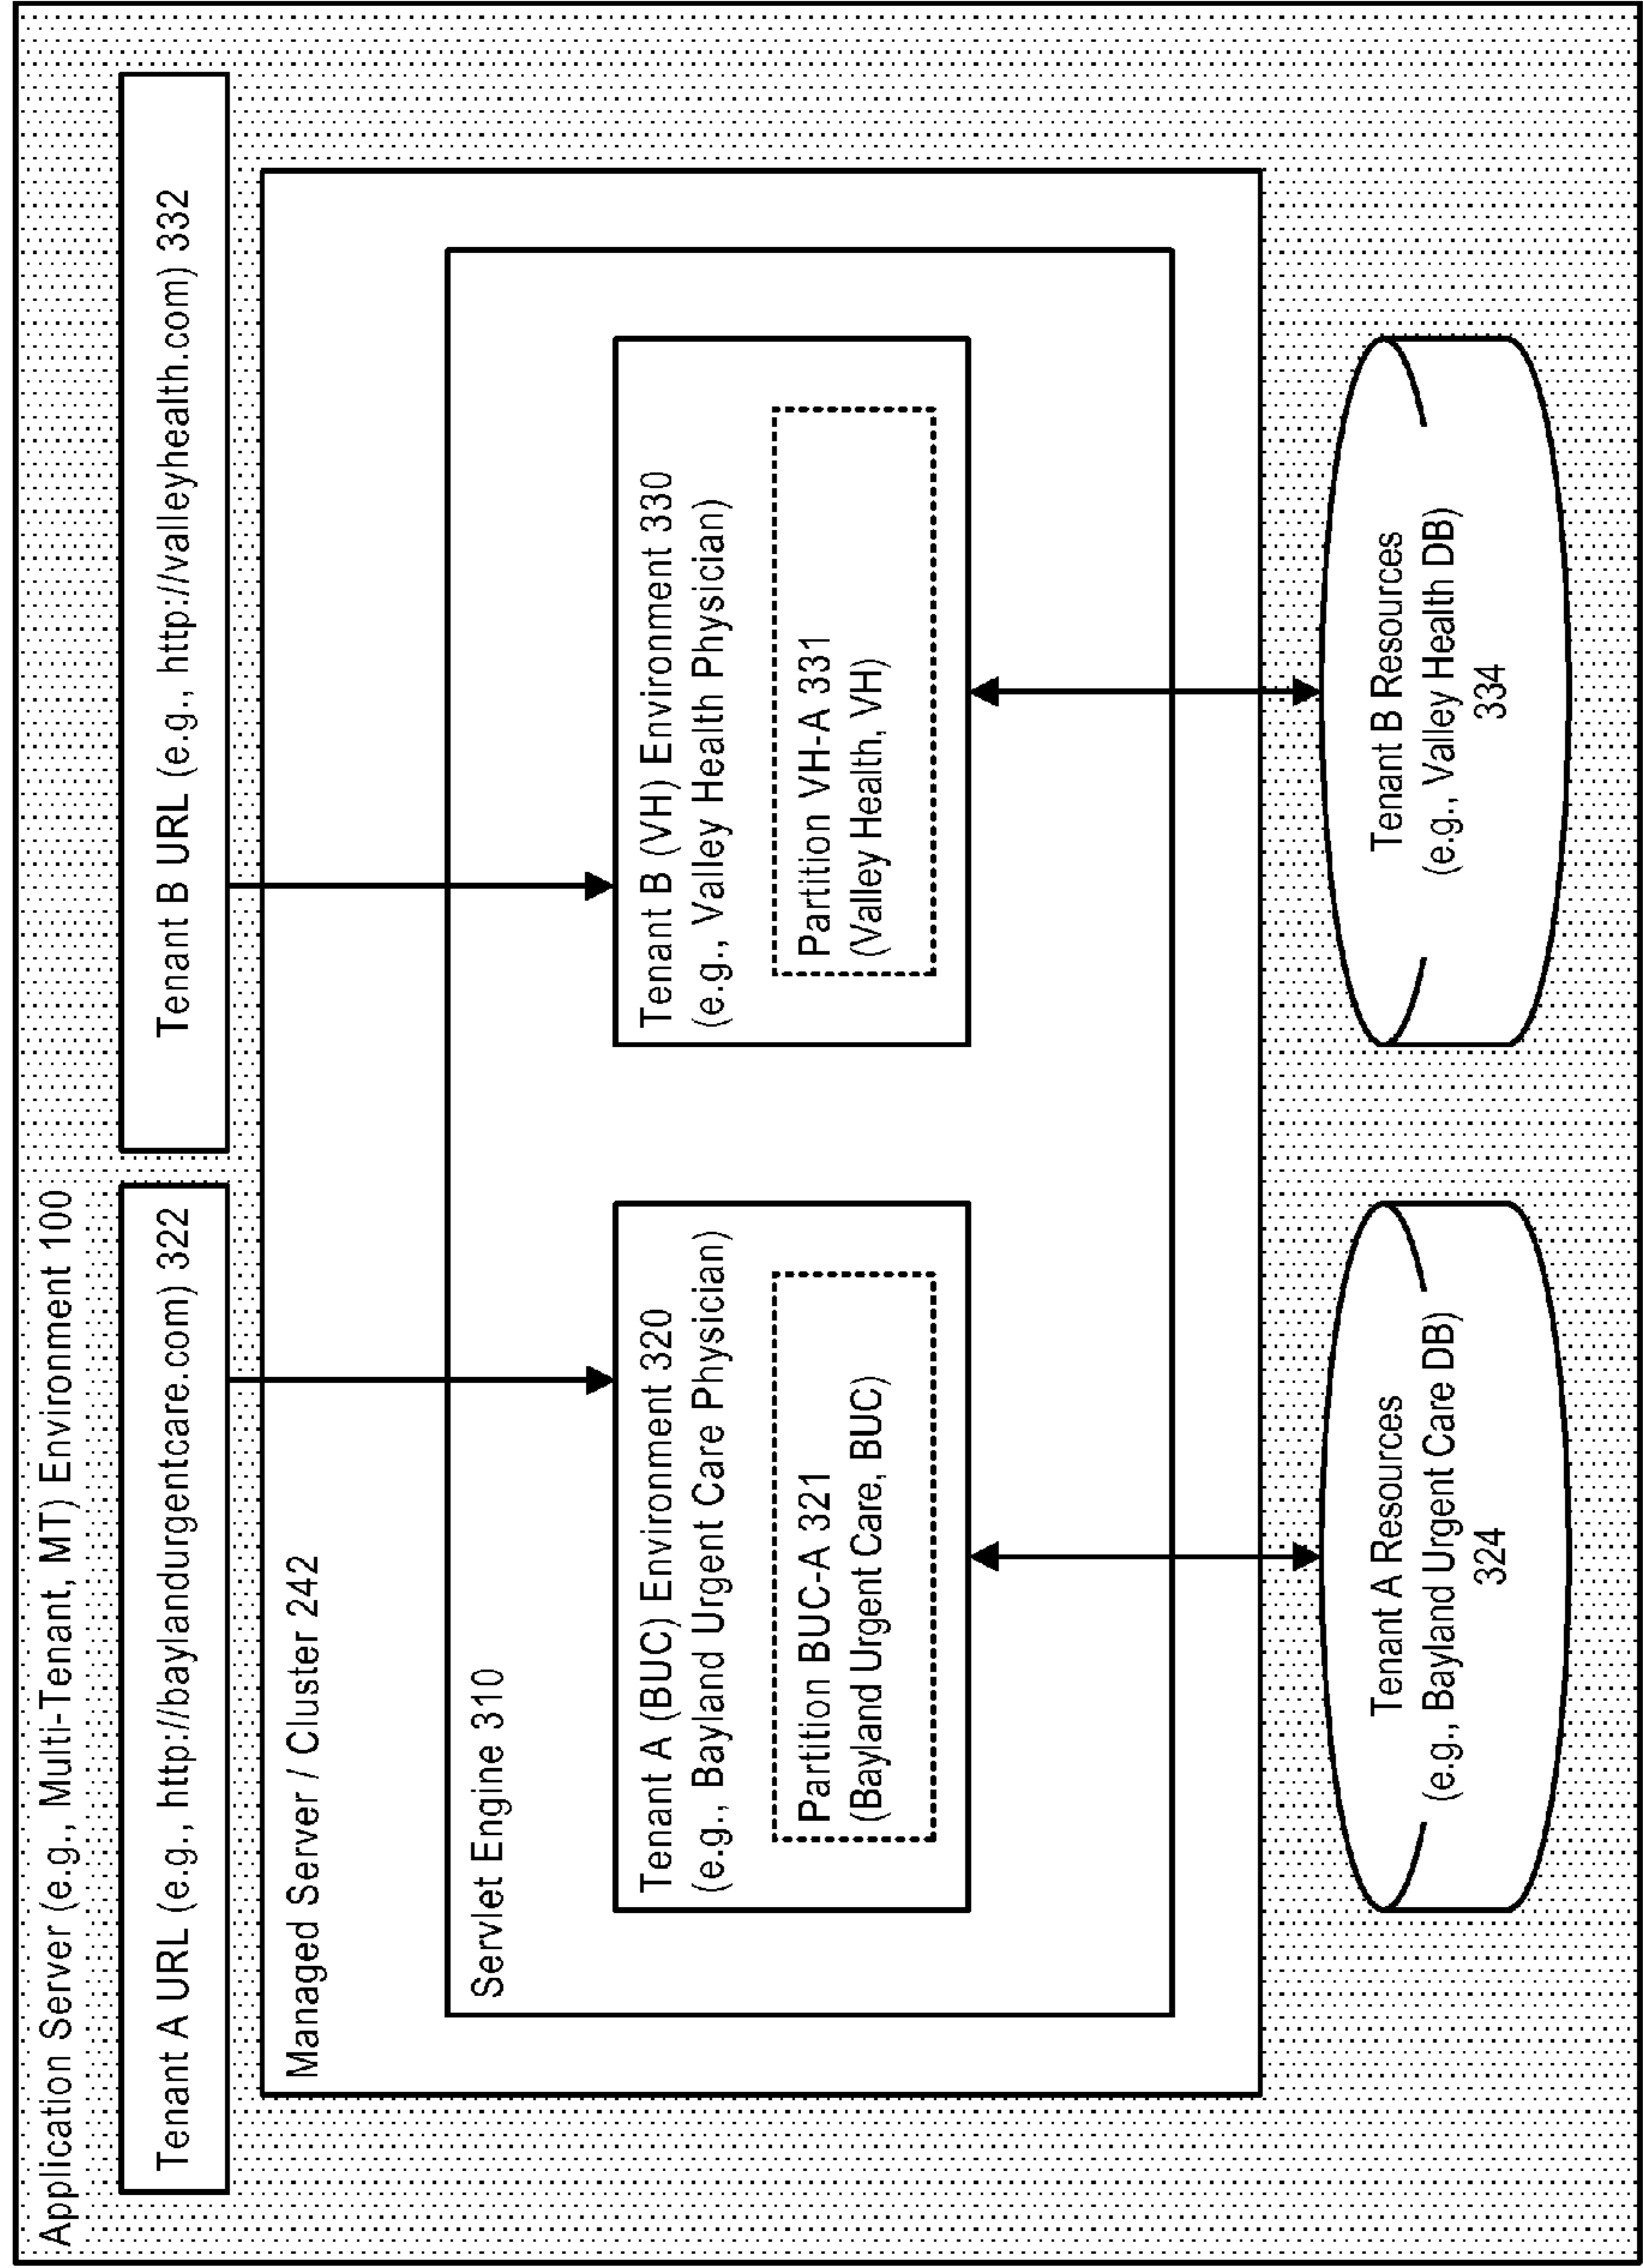 Application Server (e.g., Multi-Tenant, MT) Environment 100
Tenant A URL (e.g., http://baylandurgentcare.com) 322
Tenant B URL (e.g., http://valleyhealth.com) 332
Managed Server / Cluster 242
Servlet Engine 310
Tenant A (BUC) Environment 320
(e.g., Bayland Urgent Care Physician)
Partition BUC-A 321
(Bayland Urgent Care, BUC)
Tenant B (VH) Environment 330
(e.g., Valley Health Physician)
Partition VH-A 331
(Valley Health, VH)
Tenant A Resources
(e.g., Bayland Urgent Care DB)
324
Tenant B Resources
(e.g., Valley Health DB)
334